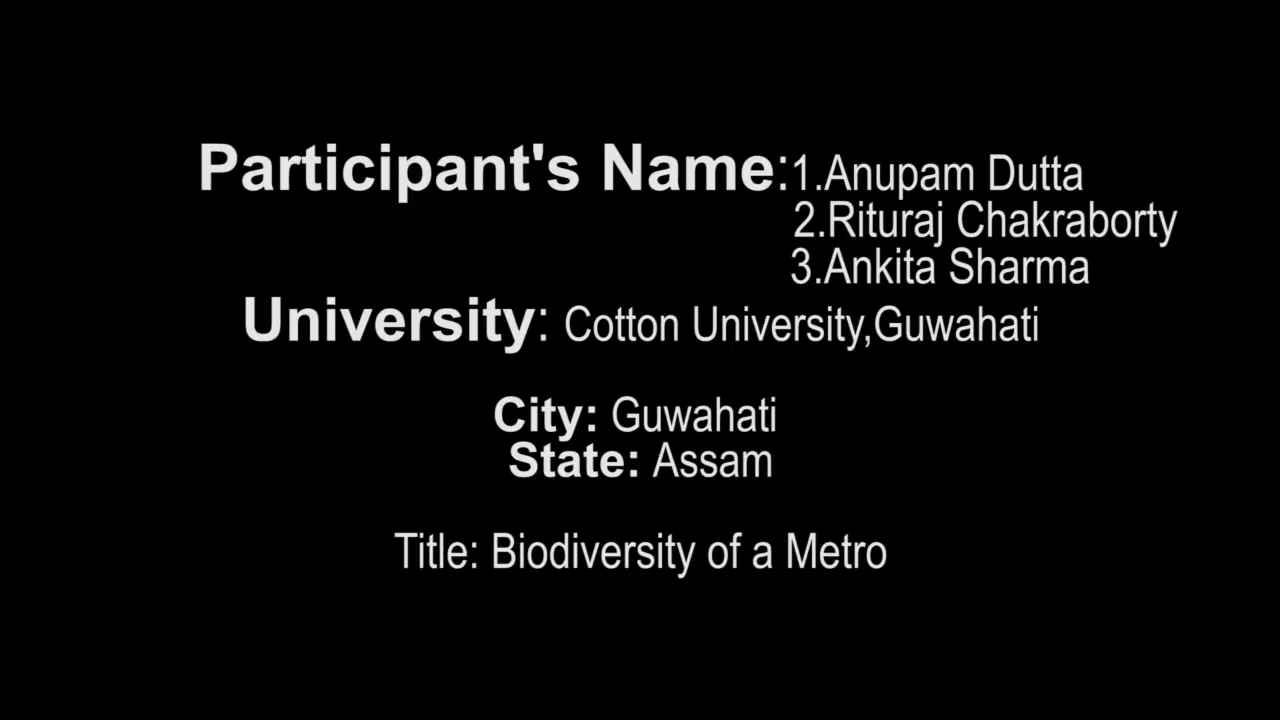 Participant's Name:1.Anupam Dutta
2.Rituraj Chakraborty
3.Ankita Sharma
University: Cotton University,Guwahati
City: Guwahati
State: Assam
Title: Biodiversity of a Metro